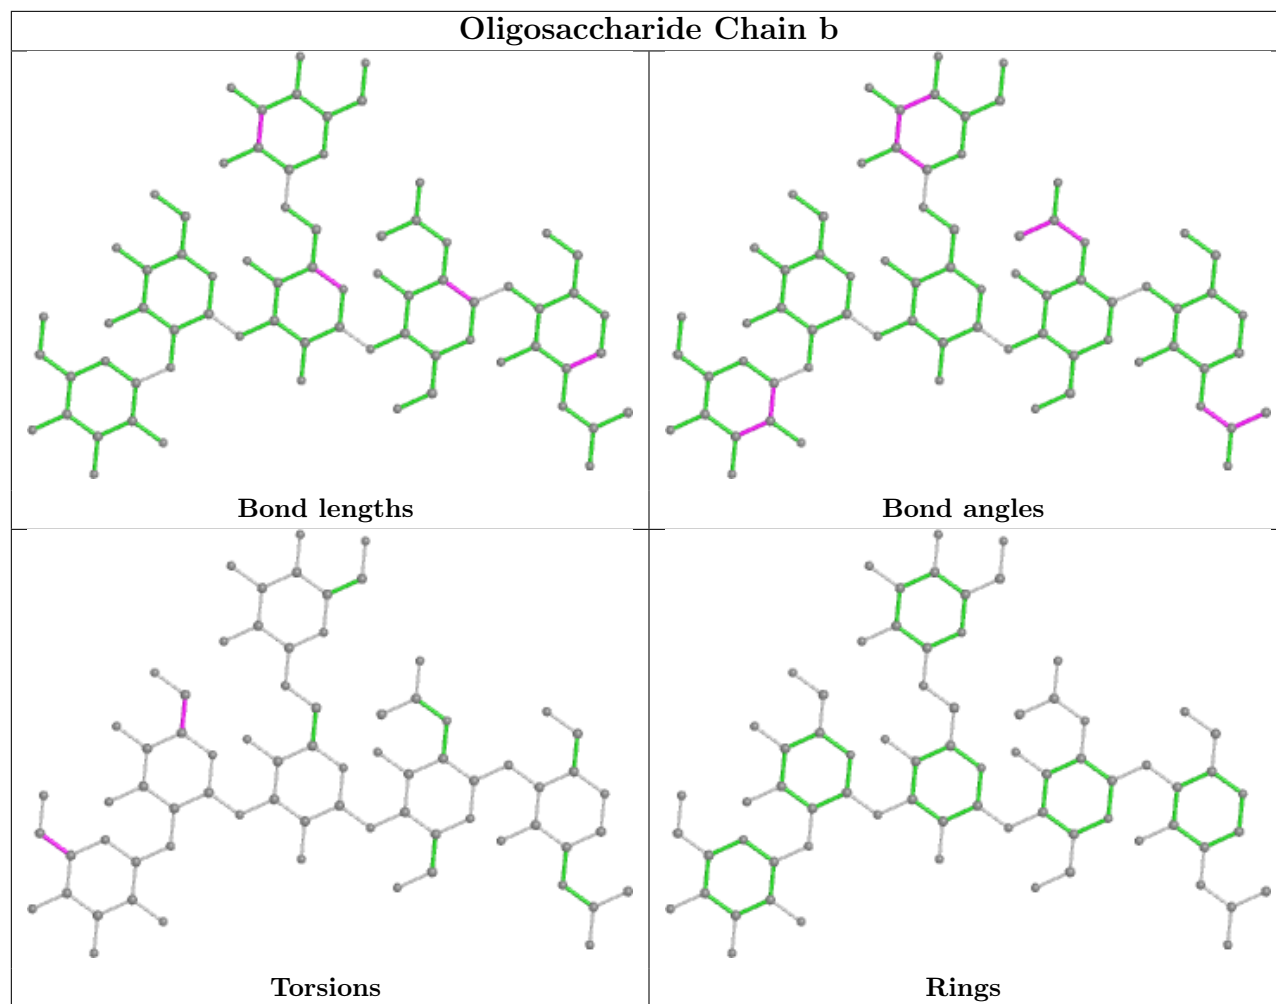 Oligosaccharide Chain b
Bond lengths
Bond angles
Torsions
Rings